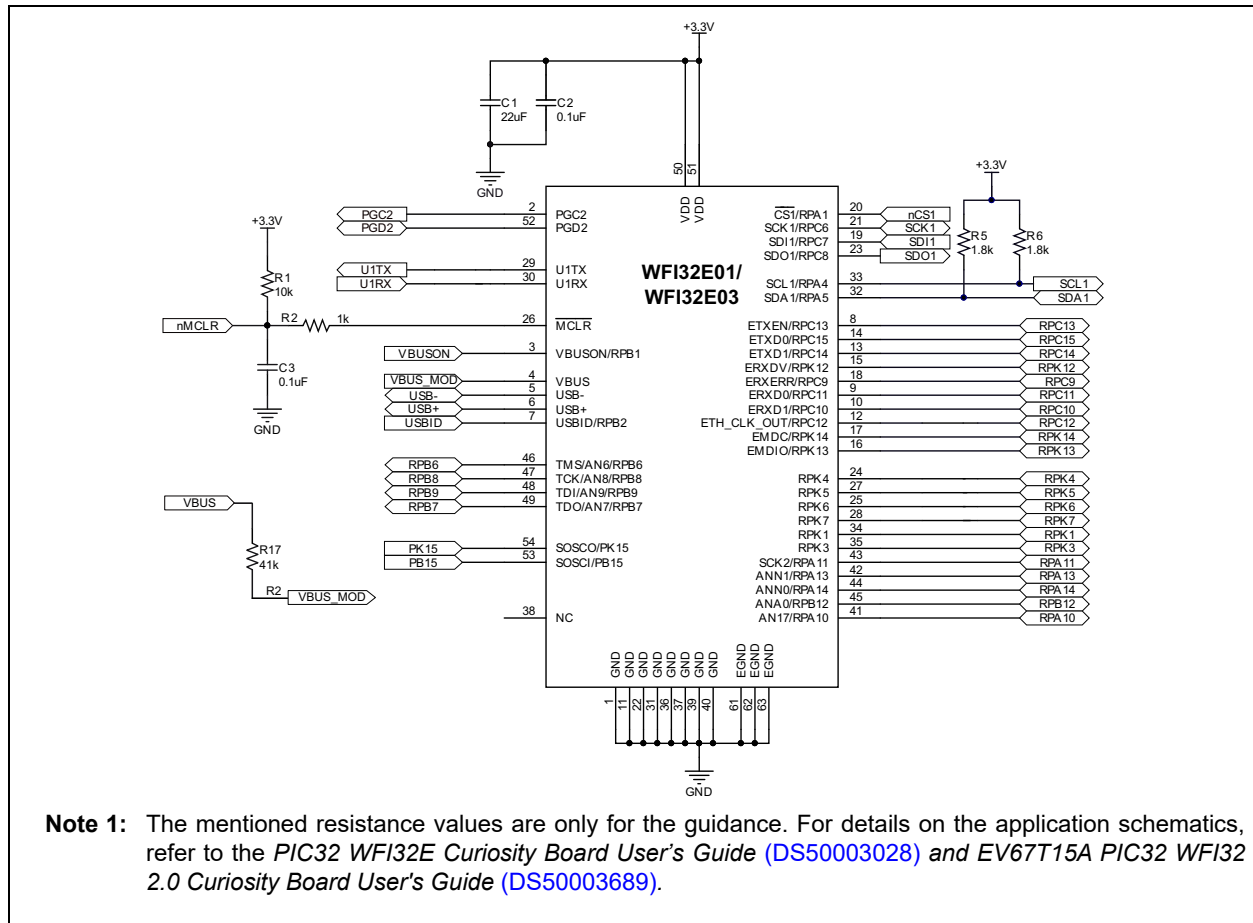 +3.3V
C1
22uF
C2
0.1uF
GND
50
51
VDD
VDD
WFI32E01/
WFI32E03
+3.3V
R1
10k
nMCLR
R2
1k
C3
0.1uF
GND
PGC2 2 PGC2
PGD2 52 PGD2
U1TX 29 U1TX
U1RX 30 U1RX
26 MCLR
VBUSON 3 VBUSON/RPB1
VBUS_MOD 4 VBUS
USB- 5 USB-
USB+ 6 USB+
USBID 7 USBID/RPB2
RPB6 46 TMS/AN6/RPB6
RPB8 47 TCK/AN8/RPB8
RPB9 48 TDI/AN9/RPB9
RPB7 49 TDO/AN7/RPB7
PK15 54 SOSCO/PK15
PB15 53 SOSCI/PB15
38 NC
VBUS
R17
41k
R2
VBUS_MOD
+3.3V
R5
1.8k
R6
1.8k
CS1/RPA1 20 nCS1
SCK1/RPC6 21 SCK1
SDI1/RPC7 19 SDI1
SDO1/RPC8 23 SDO1
SCL1/RPA4 33 SCL1
SDA1/RPA5 32 SDA1
ETXEN/RPC13 8 RPC13
ETXD0/RPC15 14 RPC15
ETXD1/RPC14 13 RPC14
ERXDV/RPK12 15 RPK12
ERXERR/RPC9 18 RPC9
ERXD0/RPC11 9 RPC11
ERXD1/RPC10 10 RPC10
ETH_CLK_OUT/RPC12 12 RPC12
EMDC/RPK14 17 RPK14
EMDIO/RPK13 16 RPK13
RPK4 24 RPK4
RPK5 27 RPK5
RPK6 25 RPK6
RPK7 28 RPK7
RPK1 34 RPK1
RPK3 35 RPK3
SCK2/RPA11 43 RPA11
ANN1/RPA13 42 RPA13
ANN0/RPA14 44 RPA14
ANA0/RPB12 45 RPB12
AN17/RPA10 41 RPA10
GND GND GND GND GND GND GND GND EGND EGND EGND
1 11 22 31 36 37 39 40 61 62 63
GND
Note 1: The mentioned resistance values are only for the guidance. For details on the application schematics,
refer to the PIC32 WFI32E Curiosity Board User's Guide (DS50003028) and EV67T15A PIC32 WFI32
2.0 Curiosity Board User's Guide (DS50003689).